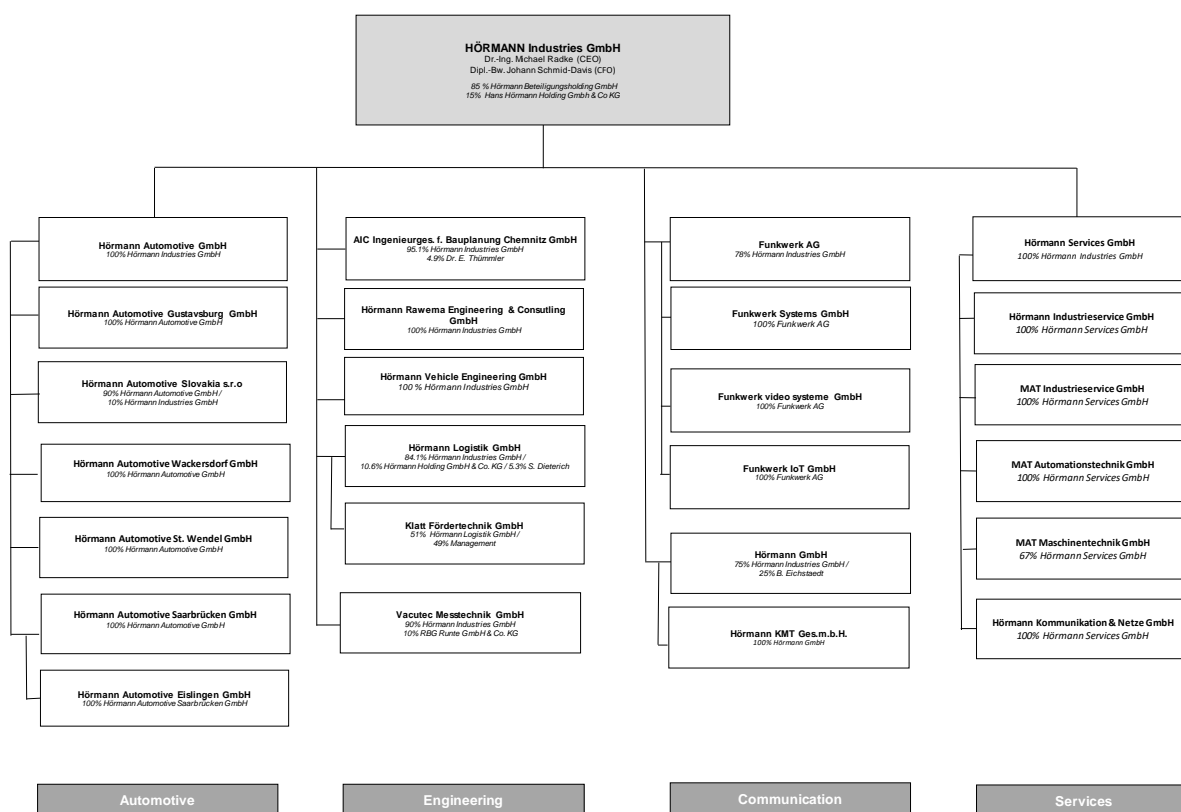 HÖRMANN Industries GmbH
Dr.-Ing. Michael Radke (CEO)
Dipl.-Bw. Johann Schmid-Davis (CFO)
85 % Hörmann Beteiligungsholding GmbH
15% Hans Hörmann Holding Gmbh & Co KG
Hörmann Automotive GmbH
100% Hörmann Industries GmbH
Hörmann Automotive Gustavsburg GmbH
100% Hörmann Automotive GmbH
Hörmann Automotive Slovakia s.r.o
90% Hörmann Automotive GmbH /
10% Hörmann Industries GmbH
Hörmann Automotive Wackersdorf GmbH
100% Hörmann Automotive GmbH
Hörmann Automotive St. Wendel GmbH
100% Hörmann Automotive GmbH
Hörmann Automotive Saarbrücken GmbH
100% Hörmann Automotive GmbH
Hörmann Automotive Eislingen GmbH
100% Hörmann Automotive Saarbrücken GmbH
Automotive
AIC Ingenieurges. f. Bauplanung Chemnitz GmbH
95.1% Hörmann Industries GmbH
4.9% Dr. E. Thümmler
Hörmann Rawema Engineering & Consutling
GmbH
100% Hörmann Industries GmbH
Hörmann Vehicle Engineering GmbH
100 % Hörmann Industries GmbH
Hörmann Logistik GmbH
84.1% Hörmann Industries GmbH /
10.6% Hörmann Holding GmbH & Co. KG / 5.3% S. Dieterich
Klatt Fördertechnik GmbH
51% Hörmann Logistik GmbH /
49% Management
Vacutec Messtechnik GmbH
90% Hörmann Industries GmbH
10% RBG Runte GmbH & Co. KG
Engineering
Funkwerk AG
78% Hörmann Industries GmbH
Funkwerk Systems GmbH
100% Funkwerk AG
Funkwerk video systeme GmbH
100% Funkwerk AG
Funkwerk IoT GmbH
100% Funkwerk AG
Hörmann GmbH
75% Hörmann Industries GmbH /
25% B. Eichstaedt
Hörmann KMT Ges.m.b.H.
100% Hörmann GmbH
Communication
Hörmann Services GmbH
100% Hörmann Industries GmbH
Hörmann Industrieservice GmbH
100% Hörmann Services GmbH
MAT Industrieservice GmbH
100% Hörmann Services GmbH
MAT Automationstechnik GmbH
100% Hörmann Services GmbH
MAT Maschinentechnik GmbH
67% Hörmann Services GmbH
Hörmann Kommunikation & Netze GmbH
100% Hörmann Services GmbH
Services